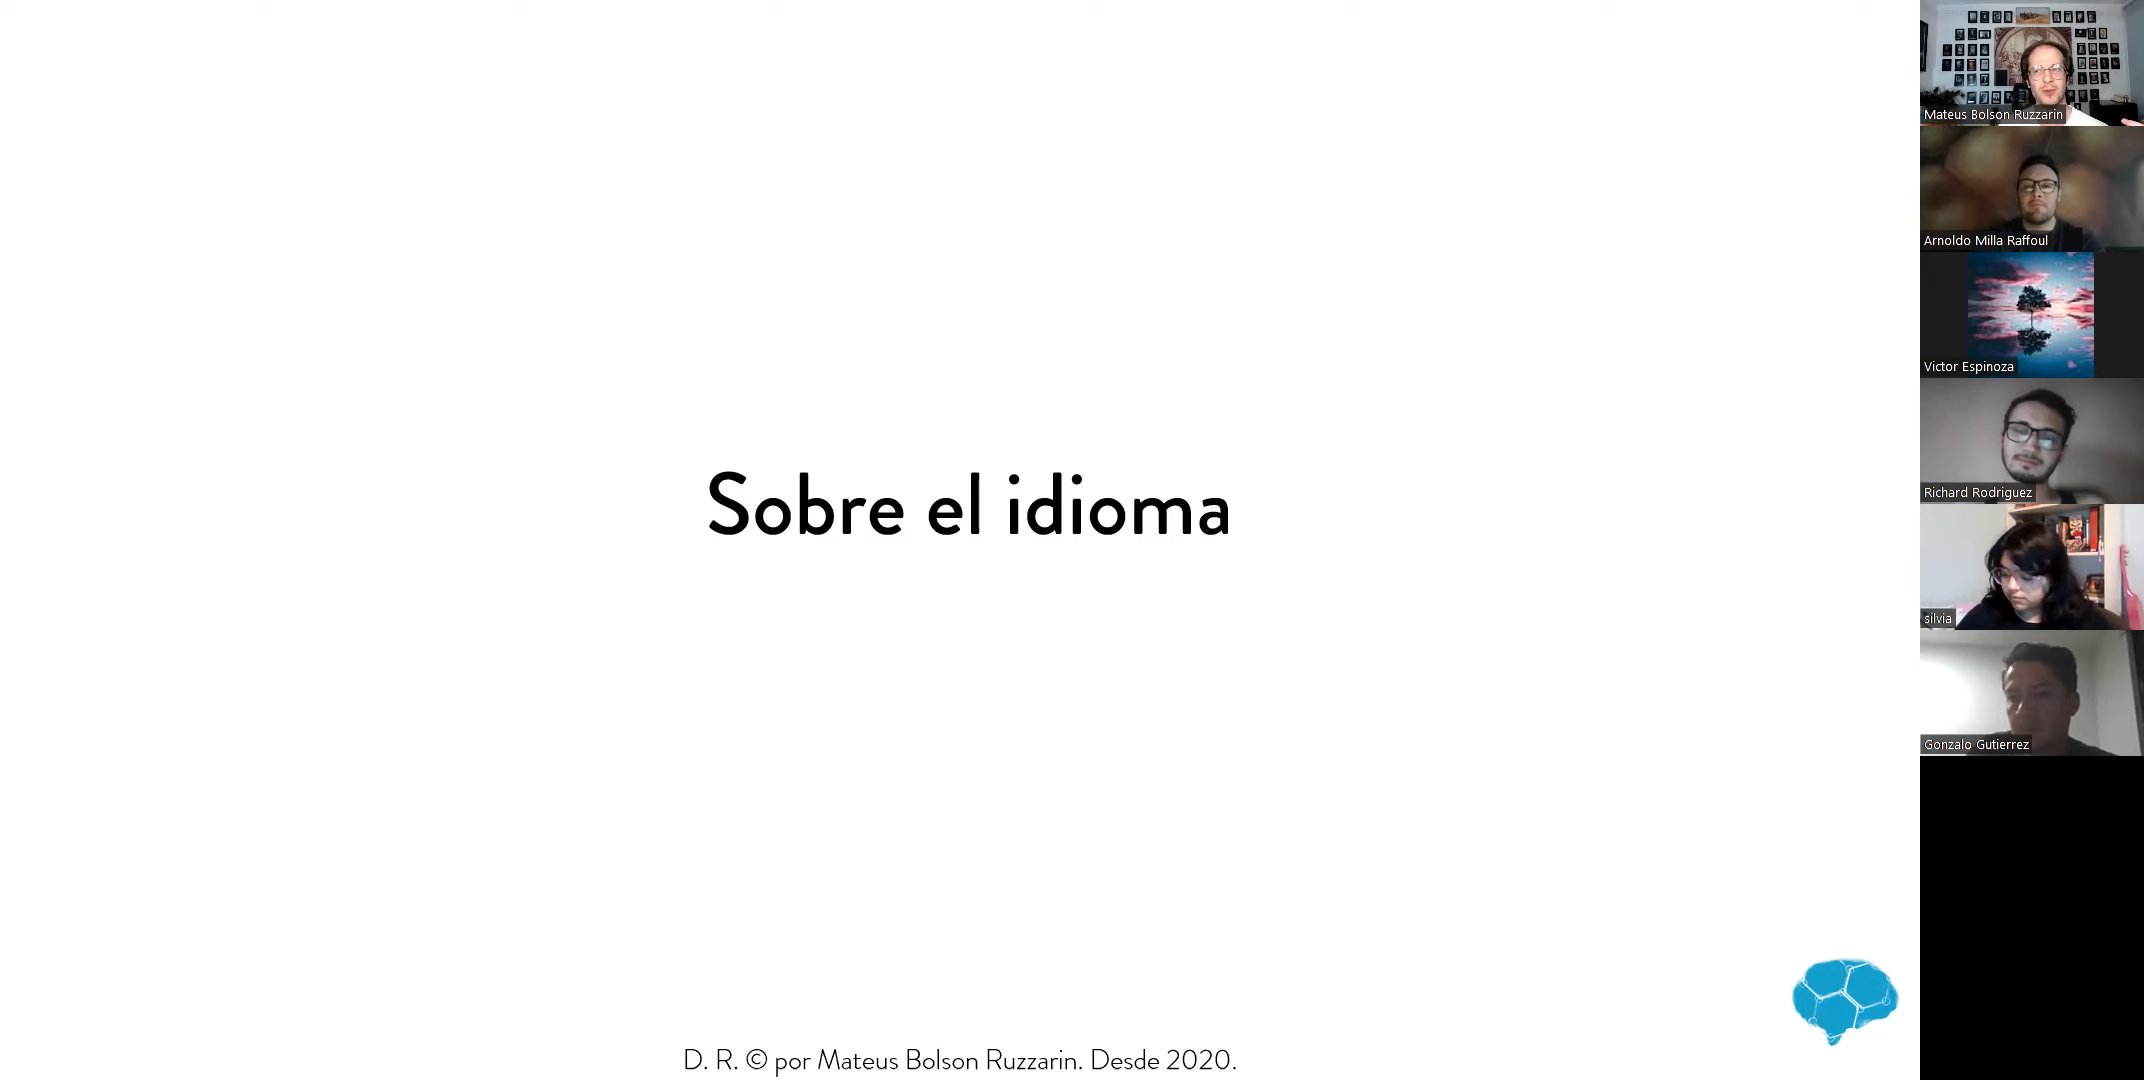 Sobre el idioma
D. R. © por Mateus Bolson Ruzzarin. Desde 2020.
Mateus Bolson Ruzzarin
Arnoldo Milla Raffoul
Victor Espinoza
Richard Rodriguez
silvia
Gonzalo Gutierrez